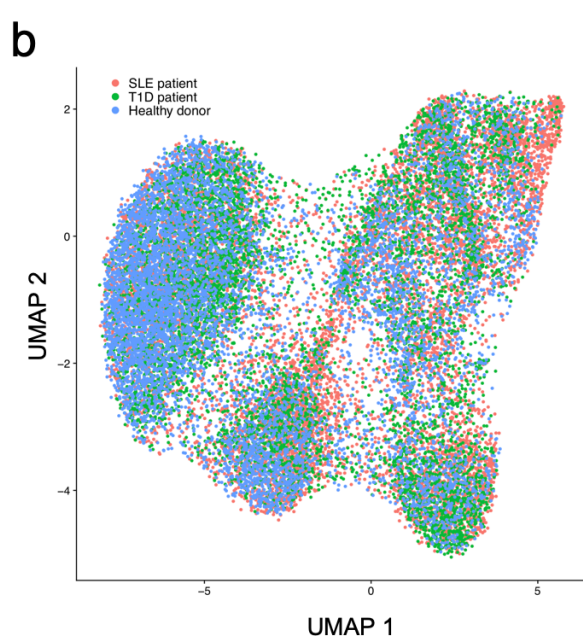 b
SLE patient
T1D patient
Healthy donor
2
0
−2
−4
UMAP 2
−5
0
5
UMAP 1